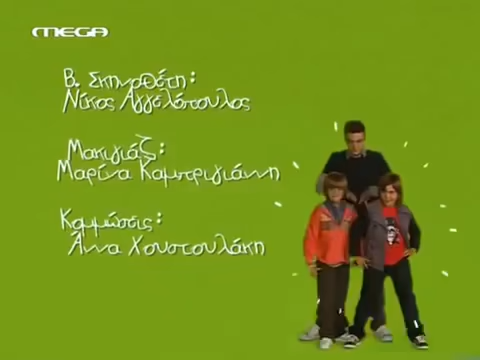 MEGA
Β. Σκηνοθέτη:
Νίκος Αγγελόπουλος
Μακιγιάζ:
Μαρίνα Καμπριγιάννη
Κομμώσεις:
Άννα Χουστουλάκη